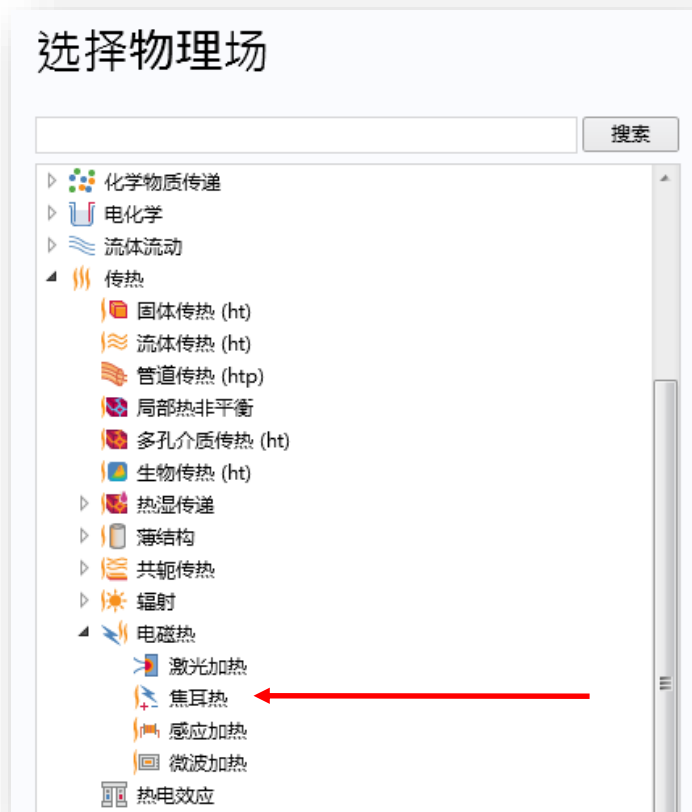 选择物理场
搜索
化学物质传递
电化学
流体流动
传热
固体传热 (ht)
流体传热 (ht)
管道传热 (htp)
局部热非平衡
多孔介质传热 (ht)
生物传热 (ht)
热湿传递
薄结构
共轭传热
辐射
电磁热
激光加热
焦耳热
感应加热
微波加热
热电效应